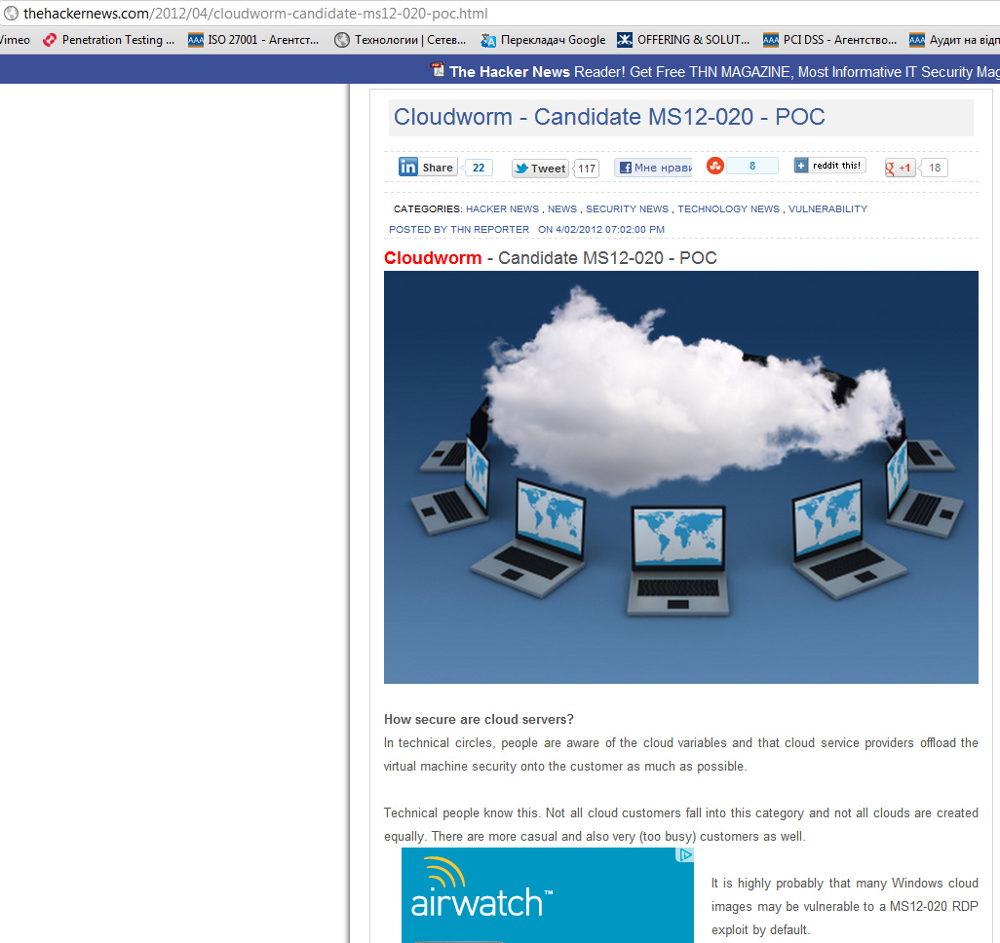 thehackernews.com/2012/04/cloudworm-candidate-ms12-020-poc.html
Vimeo Penetration Testing ... ISO 27001 - Агентст... Технологии | Сетев... Перекладач Google OFFERING & SOLUT... PCI DSS - Агентство... Аудит на відп
The Hacker News Reader! Get Free THN MAGAZINE, Most Informative IT Security Mag
Cloudworm - Candidate MS12-020 - POC
in Share 22 Tweet 117 Мне нрави 8 reddit this! +1 18
CATEGORIES: HACKER NEWS , NEWS , SECURITY NEWS , TECHNOLOGY NEWS , VULNERABILITY
POSTED BY THN REPORTER ON 4/02/2012 07:02:00 PM
Cloudworm - Candidate MS12-020 - POC
How secure are cloud servers?
In technical circles, people are aware of the cloud variables and that cloud service providers offload the
virtual machine security onto the customer as much as possible.
Technical people know this. Not all cloud customers fall into this category and not all clouds are created
equally. There are more casual and also very (too busy) customers as well.
airwatch™
It is highly probably that many Windows cloud
images may be vulnerable to a MS12-020 RDP
exploit by default.